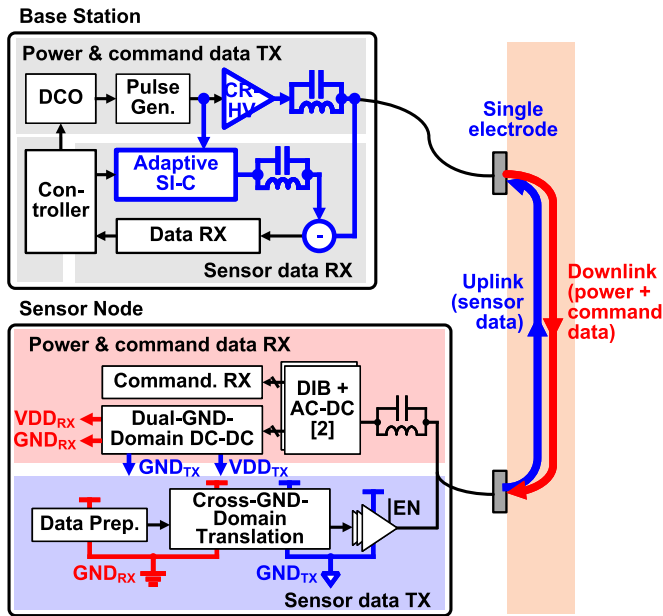 Base Station
Power & command data TX
DCO
Pulse
Gen.
CR-
HV
Adaptive
SI-C
Con-
troller
Data RX
-
Sensor data RX
Single
electrode
Uplink
(sensor
data)
Downlink
(power +
command
data)
Sensor Node
Power & command data RX
Command. RX
DIB +
AC-DC
[2]
Dual-GND-
Domain DC-DC
VDDRX
GNDRX
GNDTX
VDDTX
Data Prep.
Cross-GND-
Domain
Translation
EN
GNDRX
GNDTX
Sensor data TX